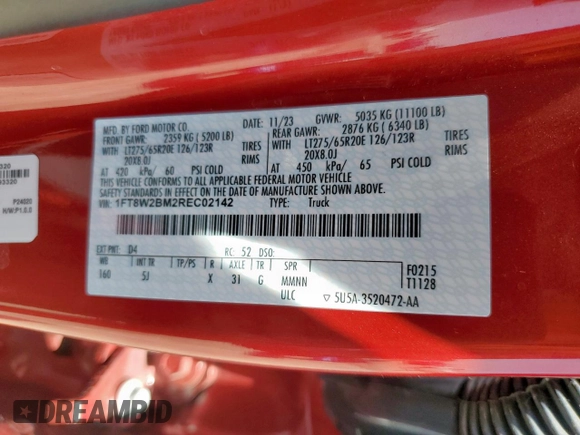 MFD. BY FORD MOTOR CO.
DATE: 11/23 GVWR: 5035 KG (11100 LB)
FRONT GAWR: 2359 KG (5200 LB)
REAR GAWR: 2876 KG (6340 LB)
WITH LT275/65R20E 126/123R TIRES
WITH LT275/65R20E 126/123R TIRES
20X8.0J RIMS
20X8.0J RIMS
AT 420 kPa/ 60 PSI COLD
AT 450 kPa/ 65 PSI COLD
THIS VEHICLE CONFORMS TO ALL APPLICABLE FEDERAL MOTOR VEHICLE
SAFETY STANDARDS IN EFFECT ON THE DATE OF MANUFACTURE SHOWN ABOVE.
VIN: 1FT8W2BM2REC02142 TYPE: Truck
EXT PNT: D4 RC: 52 DSO:
WB INT TR TP/PS R AXLE TR SPR
160 5J X 31 G MMNN
ULC
F0215
T1128
▽ 5U5A-3520472-AA
P24020
H/W/P1.0.0
DREAMBID